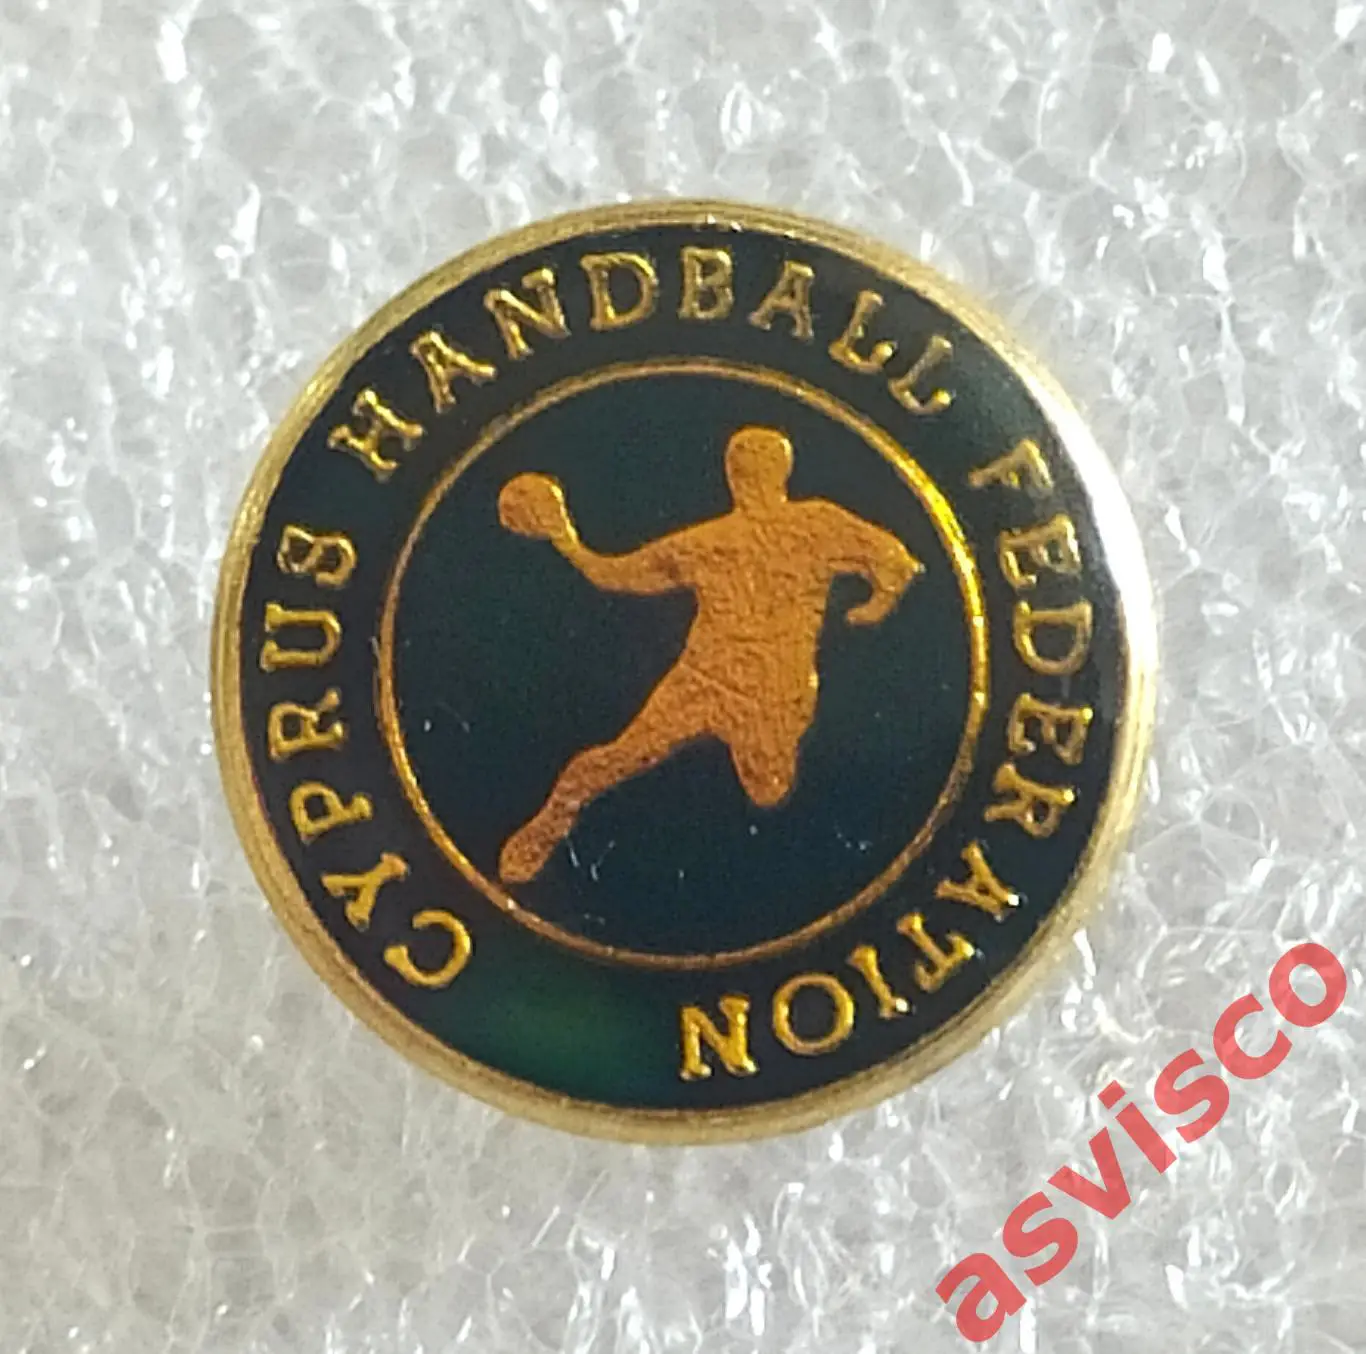 CYPRUS HANDBALL FEDERATION
asvisco